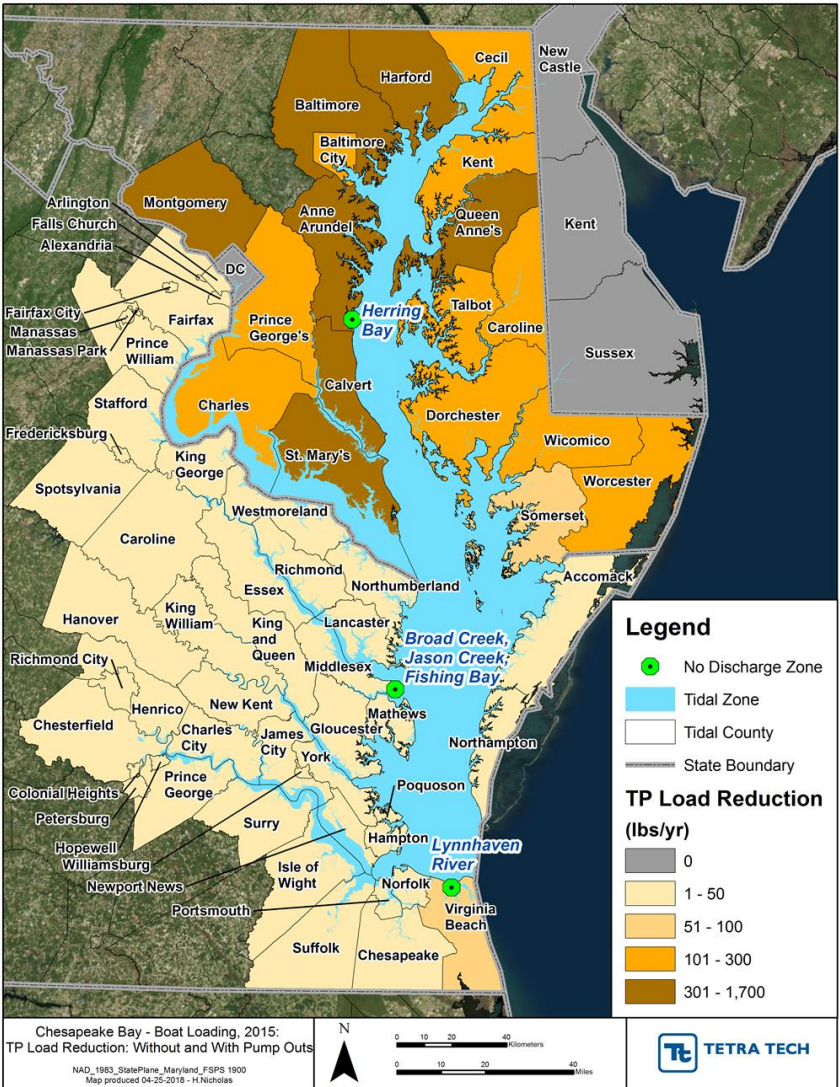 Cecil
New
Castle
Harford
Baltimore
Baltimore
City
Kent
Arlington
Falls Church
Alexandria
Montgomery
Anne
Arundel
Queen
Anne's
Kent
DC
Fairfax City
Manassas
Manassas Park
Fairfax
Prince
William
Prince
George's
Herring
Bay
Talbot
Caroline
Sussex
Calvert
Stafford
Charles
Dorchester
Fredericksburg
King
George
St. Mary's
Wicomico
Worcester
Spotsylvania
Westmoreland
Somerset
Caroline
Richmond
Northumberland
Accomack
Essex
Hanover
King
William
King
and
Queen
Lancaster
Broad Creek,
Jason Creek,
Fishing Bay
Richmond City
Middlesex
Henrico
New Kent
Mathews
Chesterfield
Charles
City
James
City
Gloucester
York
Northampton
Prince
George
Poquoson
Colonial Heights
Petersburg
Hopewell
Williamsburg
Newport News
Surry
Hampton
Lynnhaven
River
Isle of
Wight
Norfolk
Portsmouth
Virginia
Beach
Suffolk
Chesapeake
Legend
No Discharge Zone
Tidal Zone
Tidal County
State Boundary
TP Load Reduction
(lbs/yr)
0
1 - 50
51 - 100
101 - 300
301 - 1,700
Chesapeake Bay - Boat Loading, 2015:
TP Load Reduction: Without and With Pump Outs
NAD_1983_StatePlane_Maryland_FSPS 1900
Map produced 04-25-2018 - H.Nicholas
N
0 10 20 40
Kilometers
0 10 20 40
Miles
Tt TETRA TECH